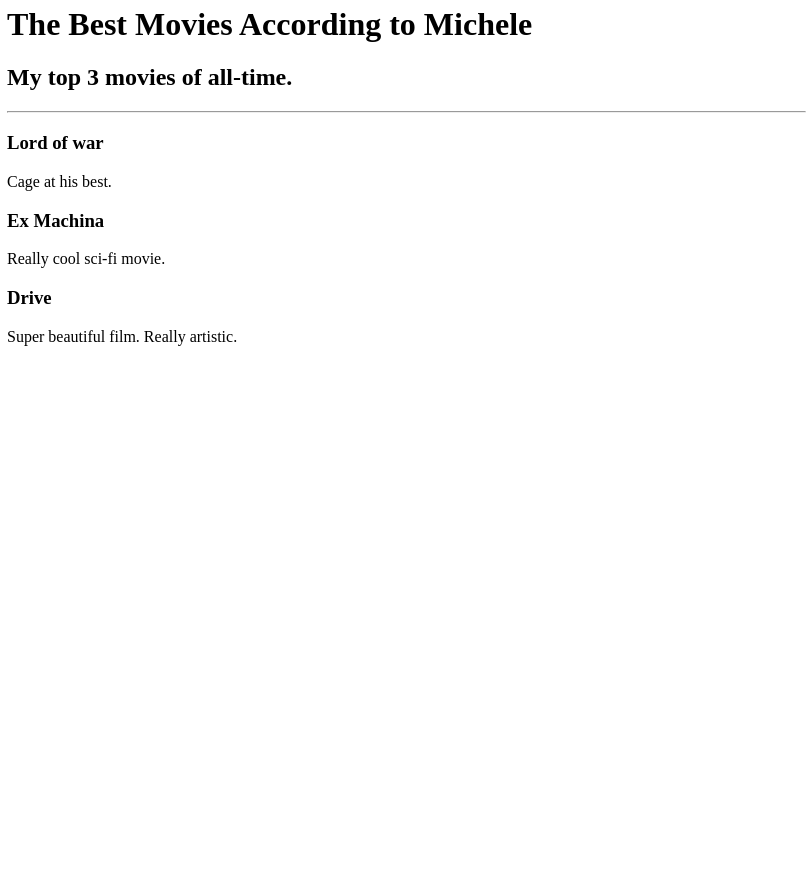 The Best Movies According to Michele
My top 3 movies of all-time.
Lord of war
Cage at his best.
Ex Machina
Really cool sci-fi movie.
Drive
Super beautiful film. Really artistic.